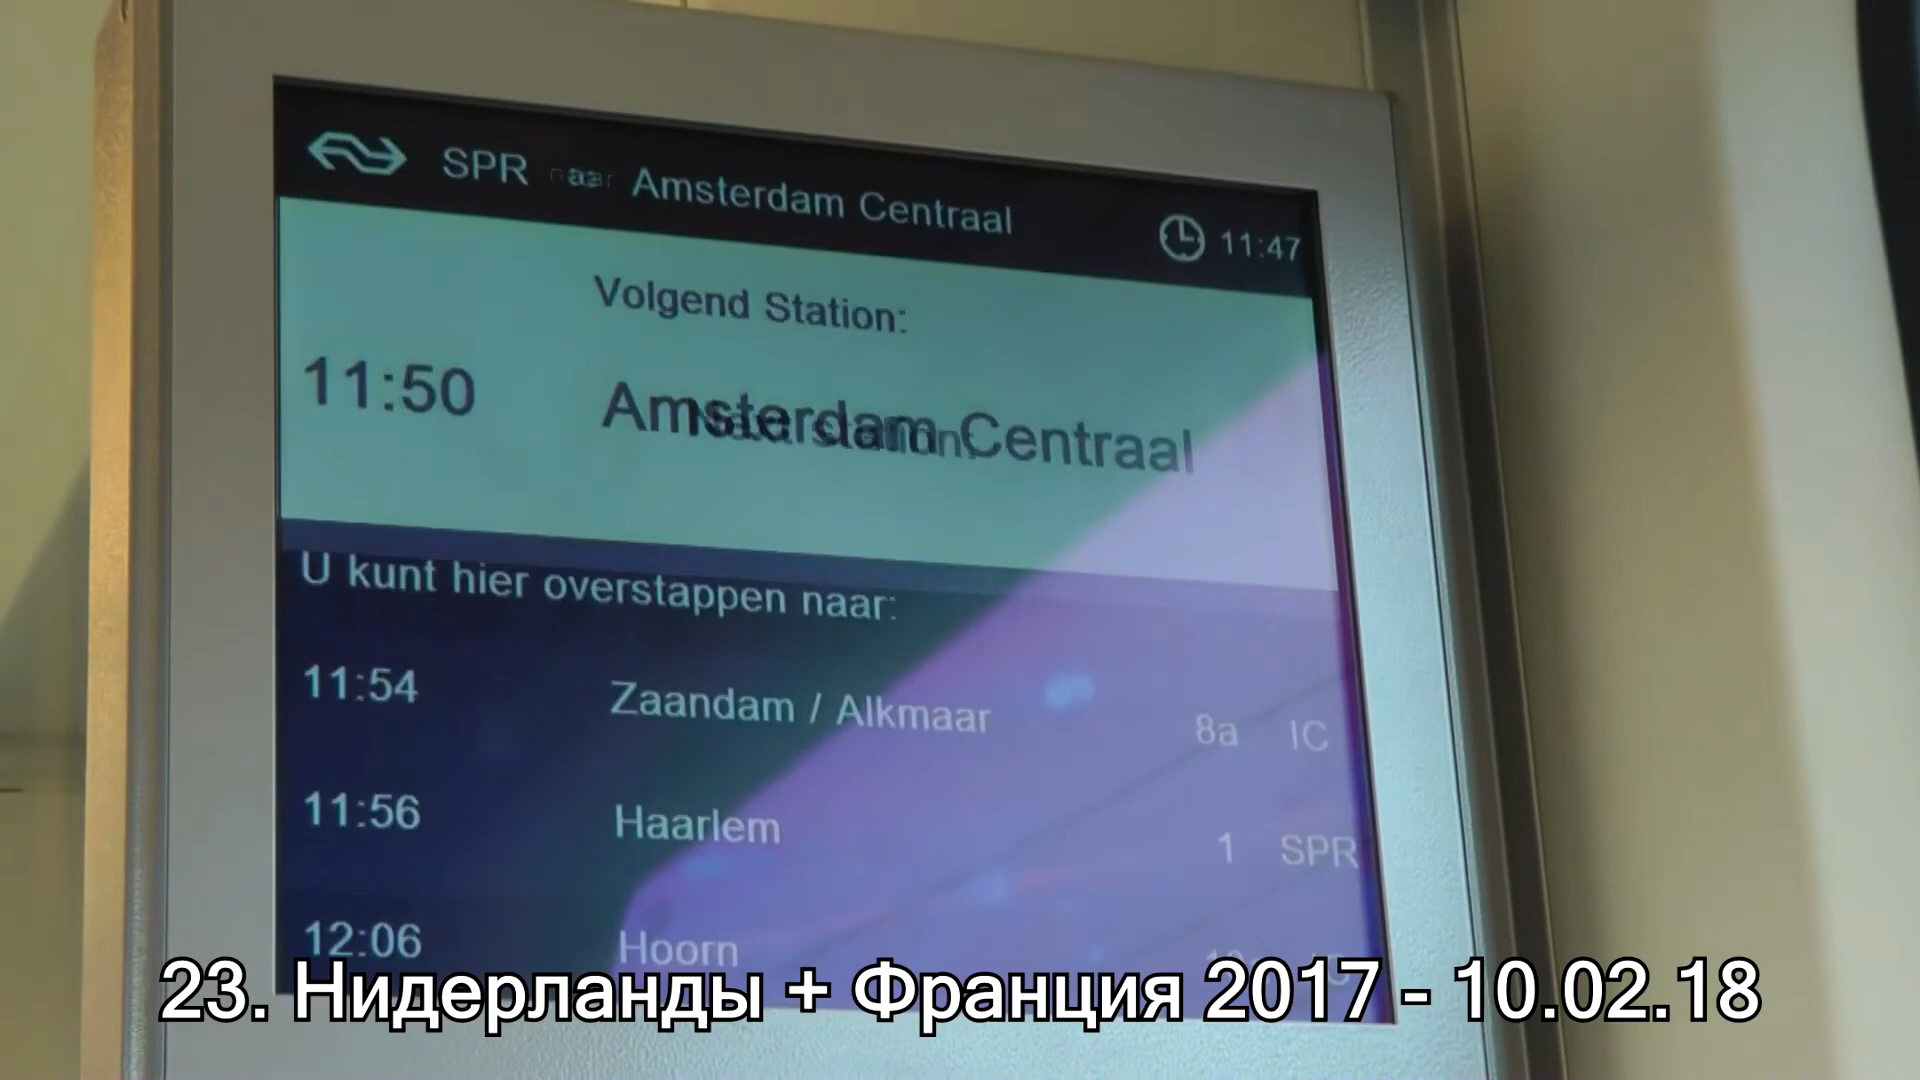 SPR naar Amsterdam Centraal
11:47
Volgend Station:
11:50 Amsterdam Centraal
U kunt hier overstappen naar:
11:54 Zaandam / Alkmaar 8a IC
11:56 Haarlem 1 SPR
12:06 Hoorn
23. Нидерланды + Франция 2017 - 10.02.18